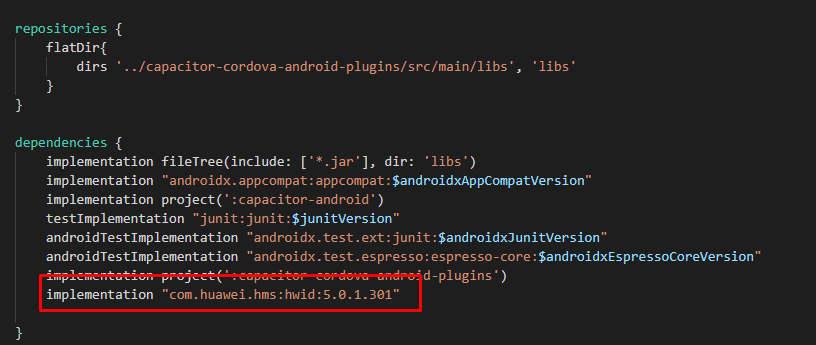 repositories {
flatDir{
dirs '../capacitor-cordova-android-plugins/src/main/libs', 'libs'
}
}
dependencies {
implementation fileTree(include: ['*.jar'], dir: 'libs')
implementation "androidx.appcompat:appcompat:$androidxAppCompatVersion"
implementation project(':capacitor-android')
testImplementation "junit:junit:$junitVersion"
androidTestImplementation "androidx.test.ext:junit:$androidxJunitVersion"
androidTestImplementation "androidx.test.espresso:espresso-core:$androidxEspressoCoreVersion"
implementation project(':capacitor-cordova-android-plugins')
implementation "com.huawei.hms:hwid:5.0.1.301"
}